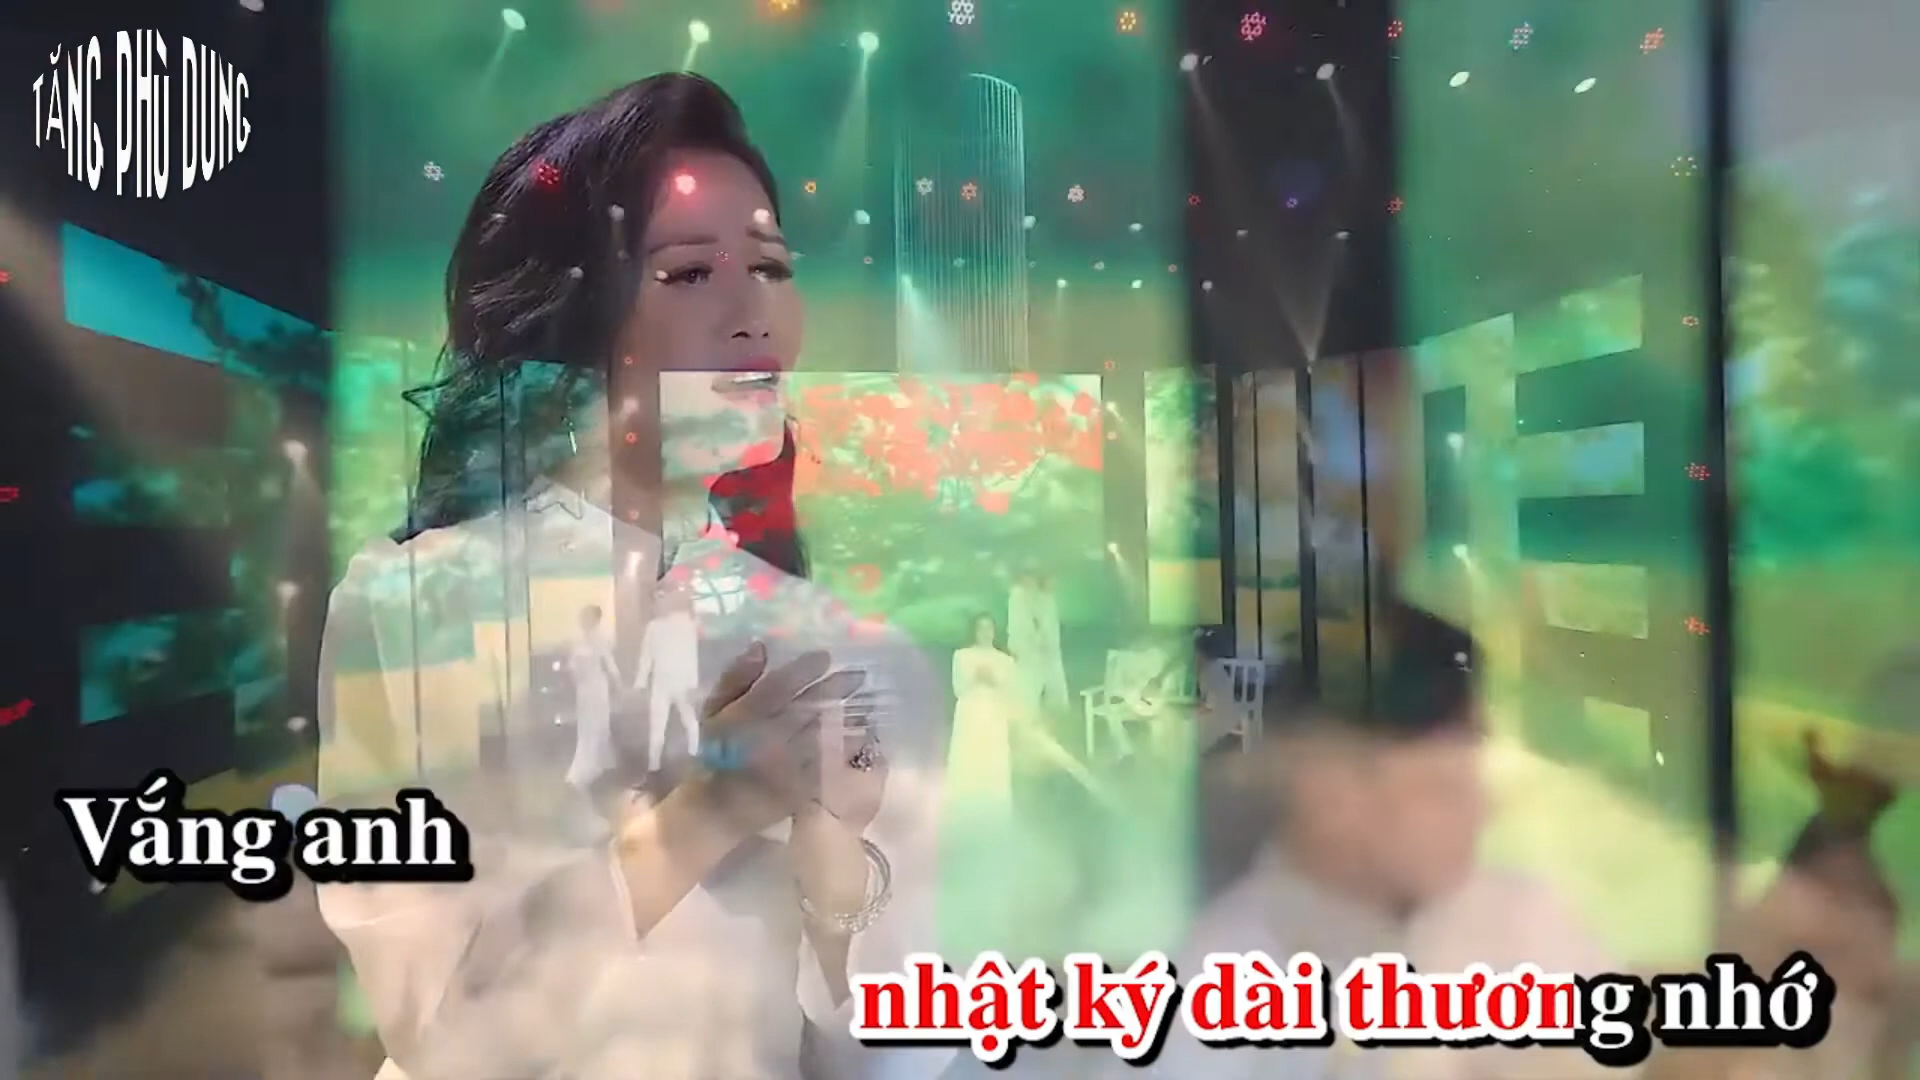 TĂNG PHÙ DUNG
Vắng anh
nhật ký dài thương nhớ